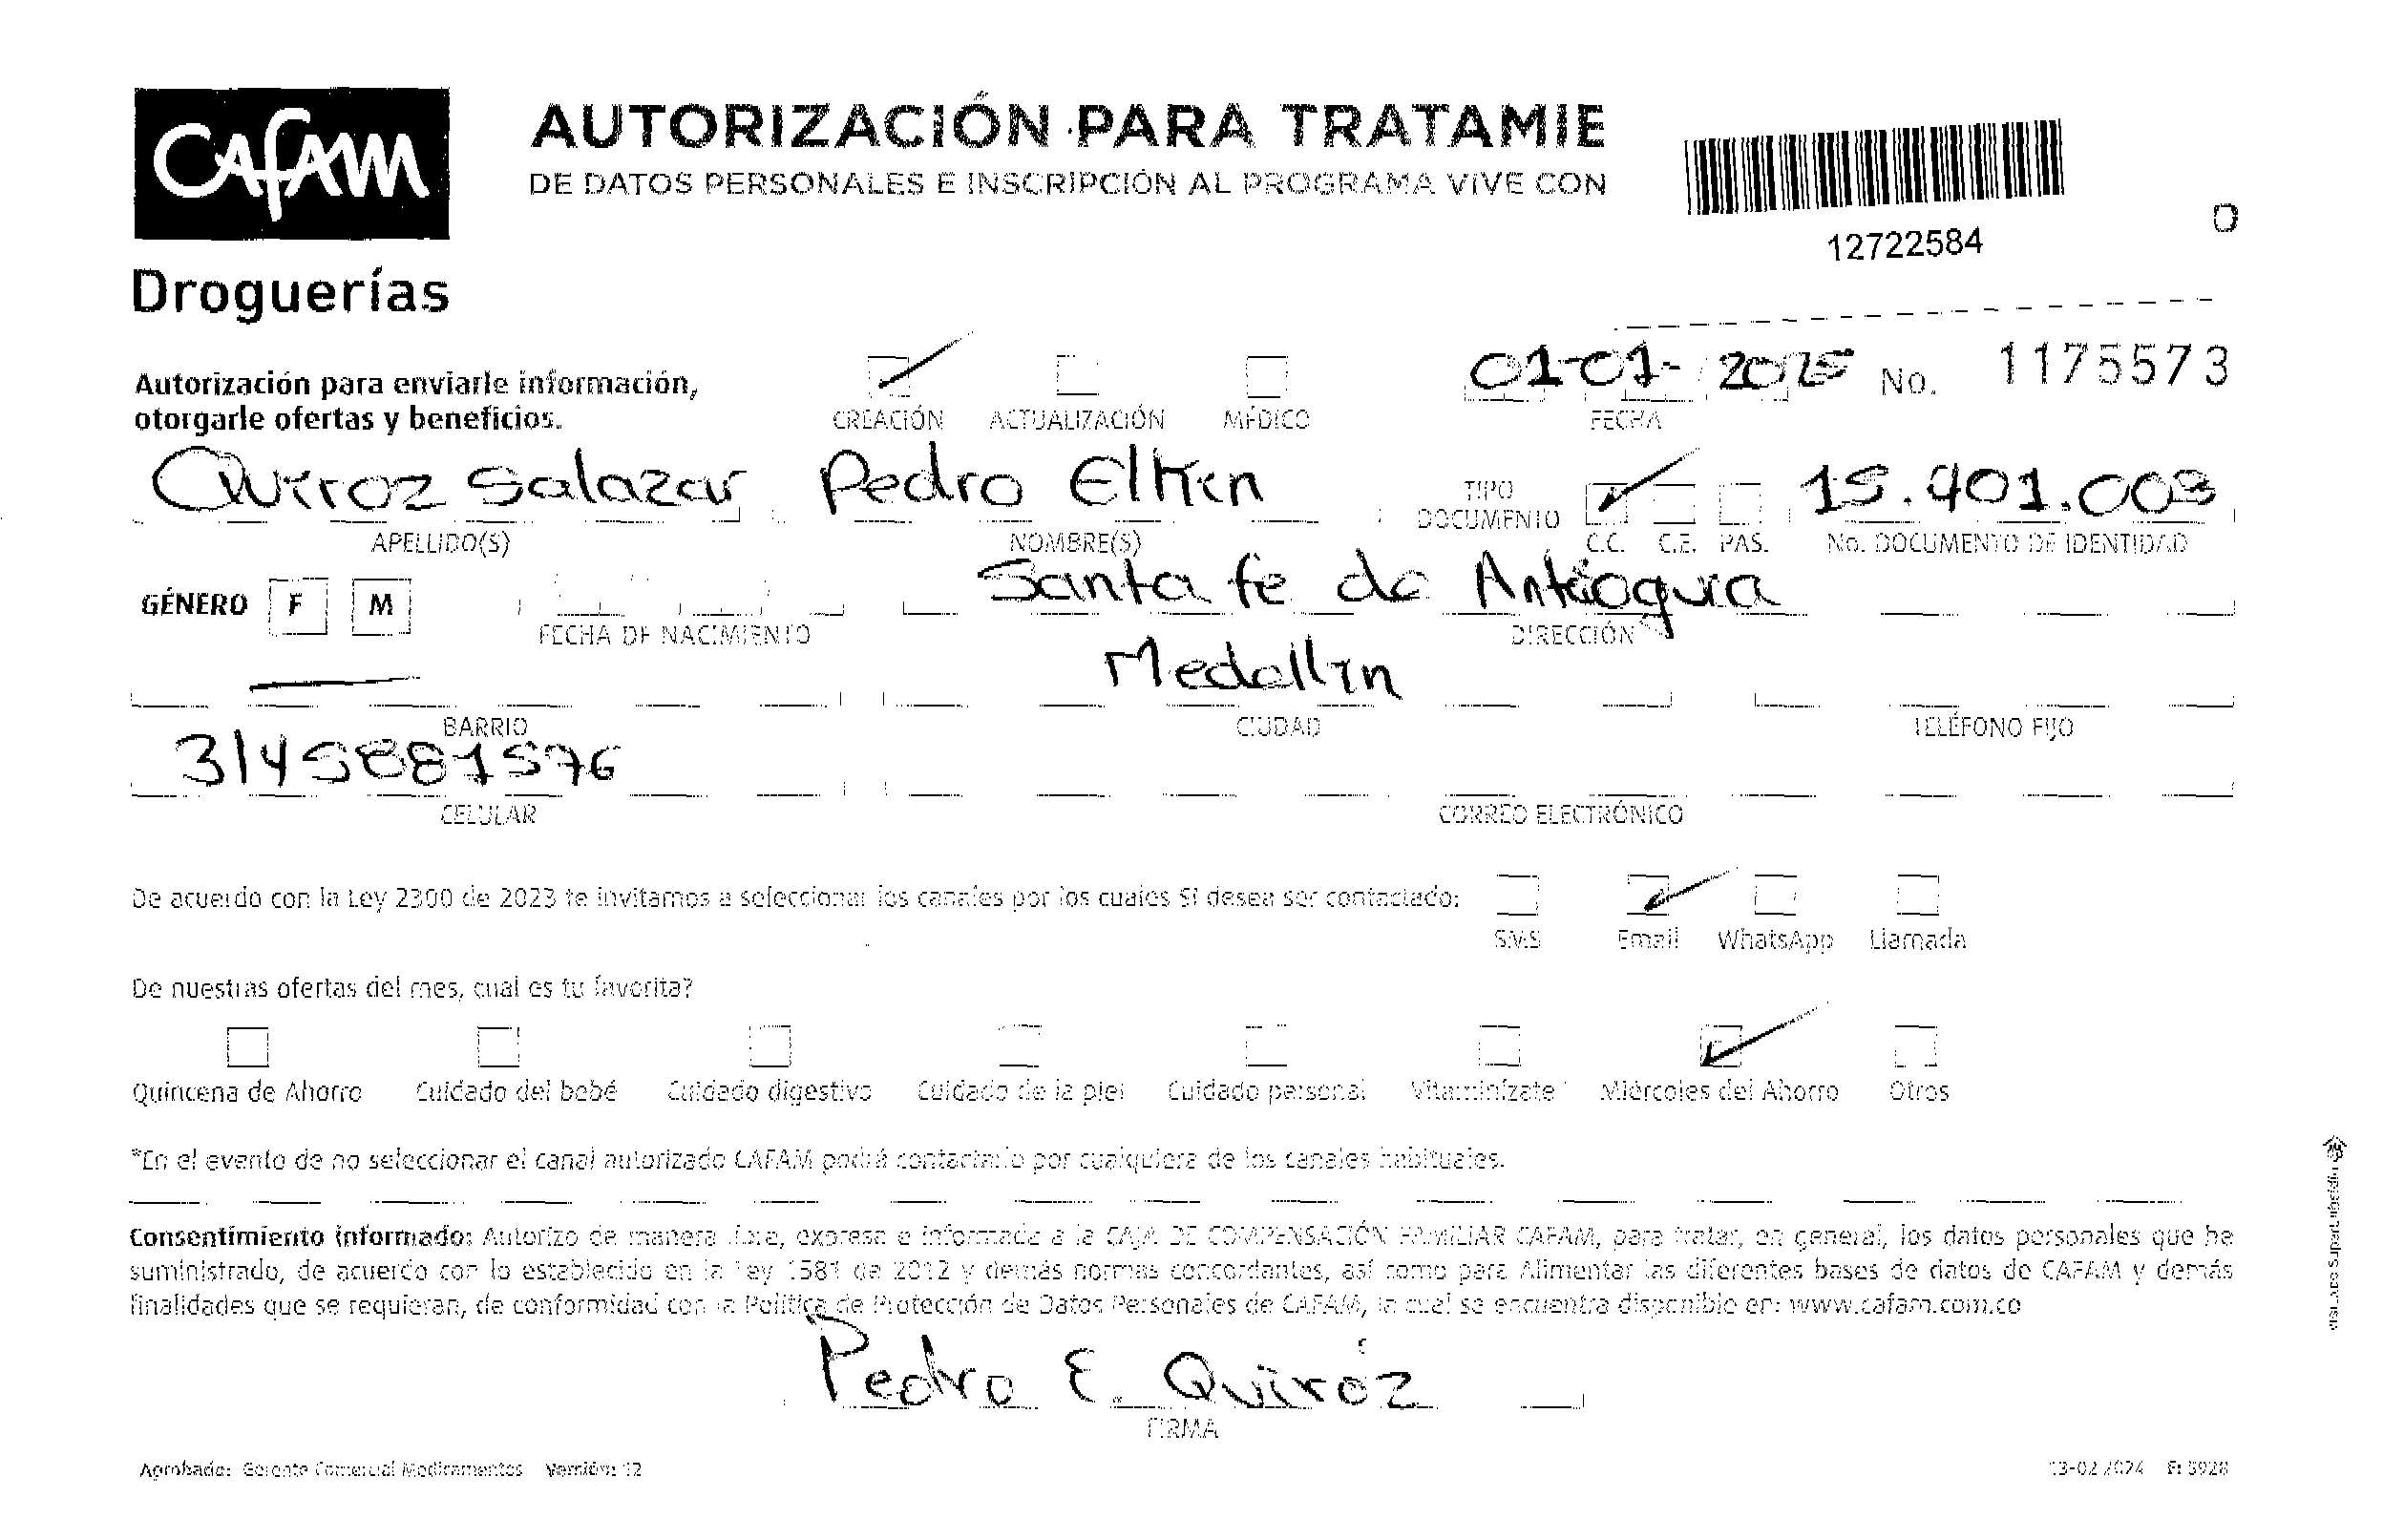 CAFAM
Droguerías
AUTORIZACIÓN PARA TRATAMIE
DE DATOS PERSONALES E INSCRIPCIÓN AL PROGRAMA VIVE CON
12722584
O
Autorización para enviarle información,
otorgarle ofertas y beneficios.
CREACIÓN ACTUALIZACIÓN MÉDICO
01-01-2025 No. 1175573
FECHA
Quiroz Salazar Pedro Elkin
TIPO DOCUMENTO C.C. C.E. PAS. 15.401.003
APELLIDO(S) NOMBRE(S) No. DOCUMENTO DE IDENTIDAD
GÉNERO F M Santa fe de Antioquia
FECHA DE NACIMIENTO DIRECCIÓN
Medellin
BARRIO CIUDAD TELÉFONO FIJO
3145881576
CELULAR CORREO ELECTRÓNICO
De acuerdo con la Ley 2300 de 2023 te invitamos a seleccionar los canales por los cuales SI desea ser contactado:
SMS Email WhatsApp Llamada
De nuestras ofertas del mes, cual es tu favorita?
Quincena de Ahorro Cuidado del bebé Cuidado digestivo Cuidado de la piel Cuidado personal Vitaminízate Miércoles del Ahorro Otros
*En el evento de no seleccionar el canal autorizado CAFAM podrá contactarlo por cualquiera de los canales habituales.
Consentimiento informado: Autorizo de manera libre, expresa e informada a la CAJA DE COMPENSACIÓN FAMILIAR CAFAM, para tratar, en general, los datos personales que he
suministrado, de acuerdo con lo establecido en la Ley 1581 de 2012 y demás normas concordantes, así como para Alimentar las diferentes bases de datos de CAFAM y demás
finalidades que se requieran, de conformidad con la Política de Protección de Datos Personales de CAFAM, la cual se encuentra disponible en: www.cafam.com.co
Pedro E. Quiroz
FIRMA
Aprobado: Gerente Comercial Medicamentos Versión: 12
13-02-2024 F: 5928